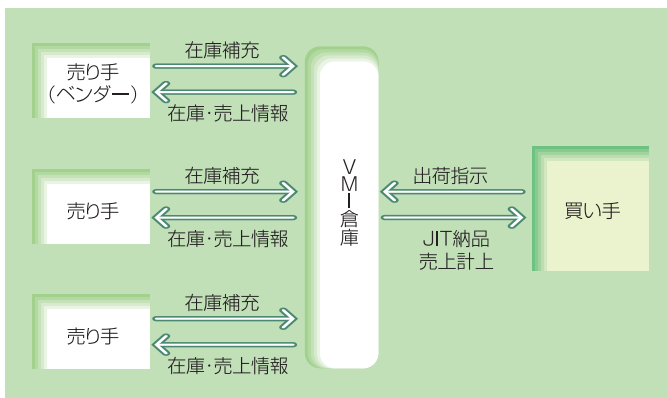 在庫補充
売り手
(ベンダー)
在庫・売上情報
在庫補充
売り手
在庫・売上情報
在庫補充
売り手
在庫・売上情報
VMI倉庫
出荷指示
JIT納品
売上計上
買い手